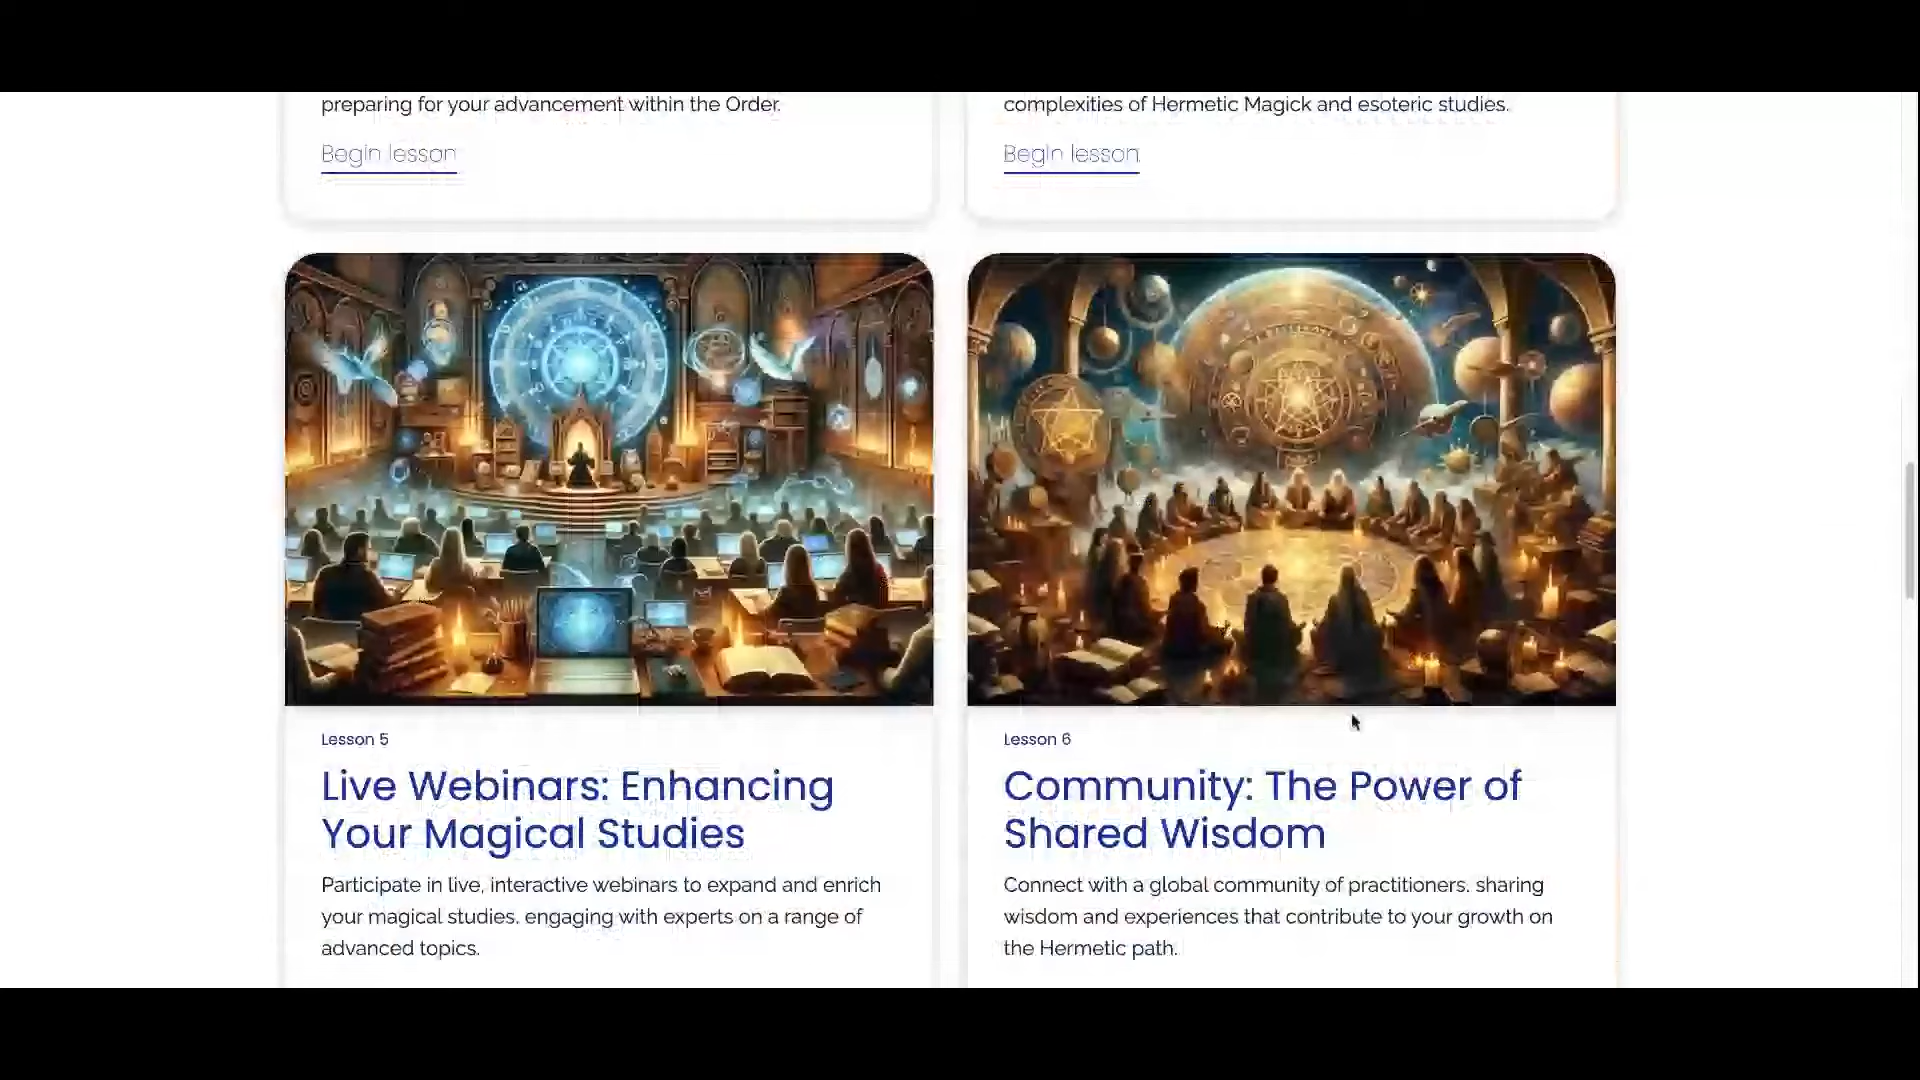 preparing for your advancement within the Order.
Begin lesson
complexities of Hermetic Magick and esoteric studies.
Begin lesson
Lesson 5
Live Webinars: Enhancing
Your Magical Studies
Participate in live, interactive webinars to expand and enrich
your magical studies, engaging with experts on a range of
advanced topics.
Lesson 6
Community: The Power of
Shared Wisdom
Connect with a global community of practitioners, sharing
wisdom and experiences that contribute to your growth on
the Hermetic path.